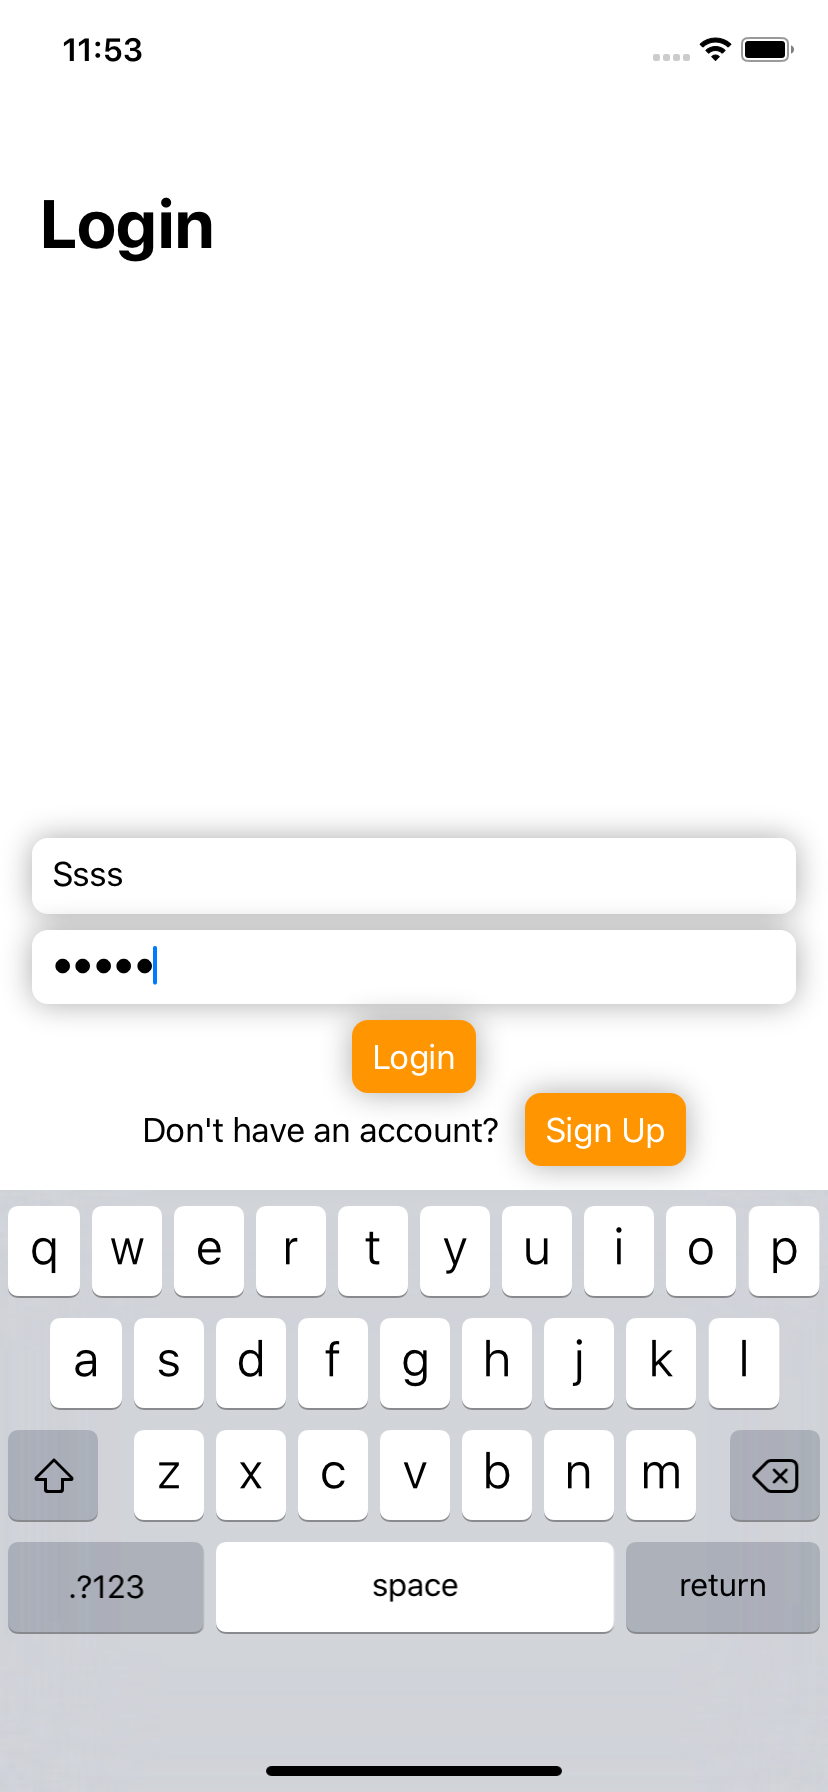 11:53
Login
Ssss
•••••
Login
Don't have an account? Sign Up
q w e r t y u i o p
a s d f g h j k l
z x c v b n m
.?123 space return